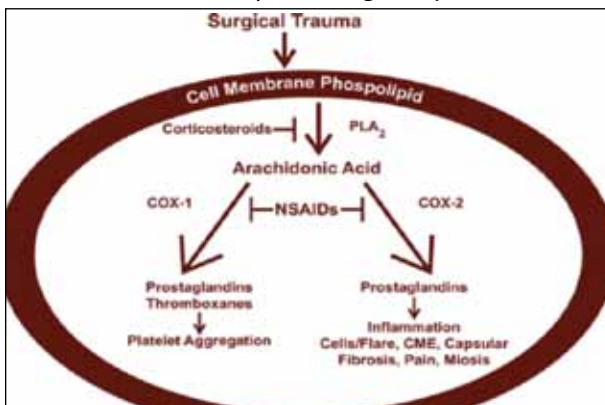 Surgical Trauma
Cell Membrane Phospolipid
Corticosteroids
PLA2
Arachidonic Acid
COX-1
NSAIDs
COX-2
Prostaglandins
Thromboxanes
Platelet Aggregation
Prostaglandins
Inflammation
Cells/Flare, CME, Capsular
Fibrosis, Pain, Miosis